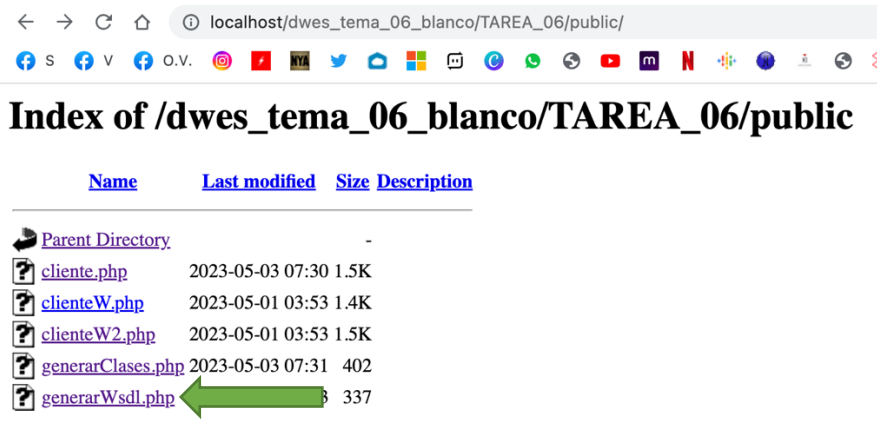 localhost/dwes_tema_06_blanco/TAREA_06/public/
S V O.V. NYA m N
Index of /dwes_tema_06_blanco/TAREA_06/public
Name Last modified Size Description
Parent Directory -
cliente.php 2023-05-03 07:30 1.5K
clienteW.php 2023-05-01 03:53 1.4K
clienteW2.php 2023-05-01 03:53 1.5K
generarClases.php 2023-05-03 07:31 402
generarWsdl.php 337